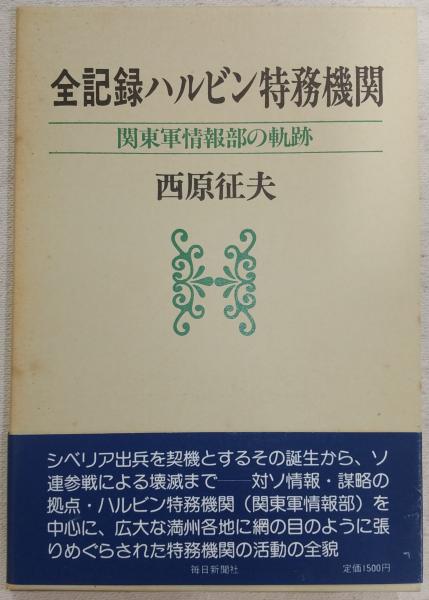 全記録ハルビン特務機関
関東軍情報部の軌跡
西原征夫
シベリア出兵を契機とするその誕生から、ソ
連参戦による壊滅まで――対ソ情報・謀略の
拠点・ハルビン特務機関（関東軍情報部）を
中心に、広大な満州各地に網の目のように張
りめぐらされた特務機関の活動の全貌
毎日新聞社 定価1500円